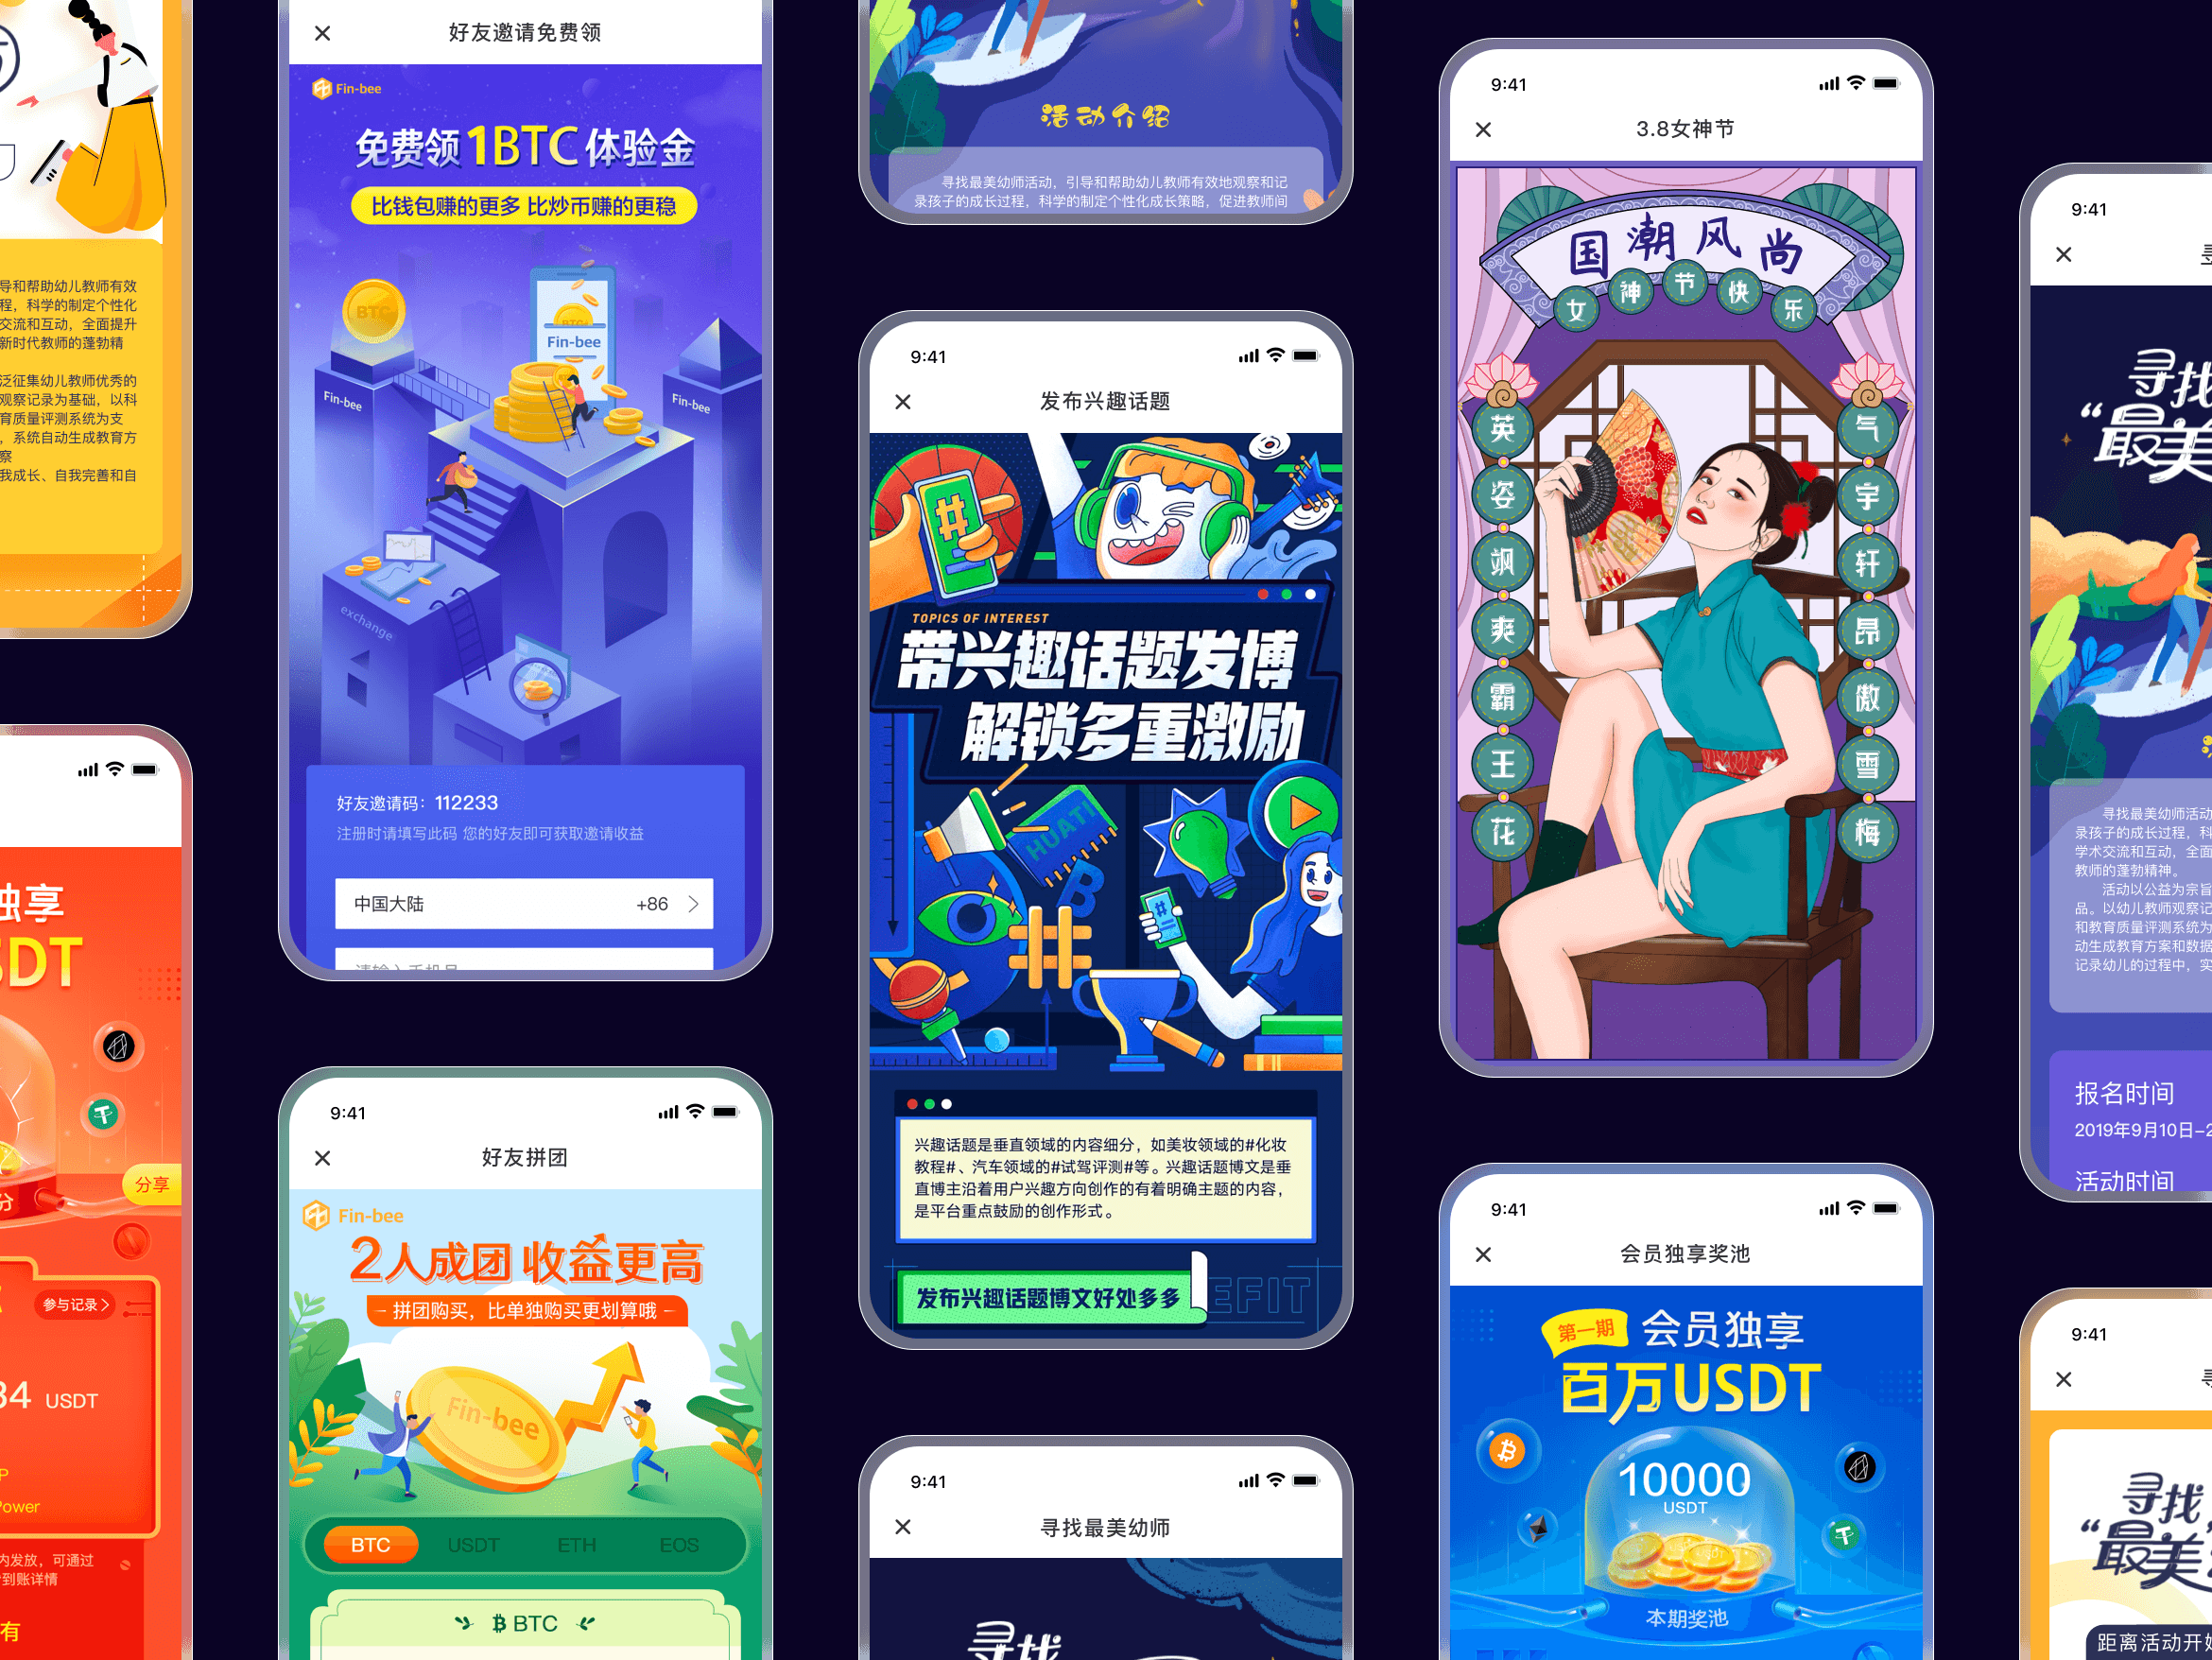 导和帮助幼儿教师有效
程，科学的制定个性化
交流和互动，全面提升
新时代教师的蓬勃精
泛征集幼儿教师优秀的
观察记录为基础，以科
育质量评测系统为支
，系统自动生成教育方
察
我成长、自我完善和自
独享
SDT
分享
分
参与记录
34 USDT
P
Power
内发放，可通过
到账详情
有
好友邀请免费领
Fin-bee
免费领1BTC体验金
比钱包赚的更多 比炒币赚的更稳
BTC
BTC
Fin-bee
Fin-bee
Fin-bee
exchange
好友邀请码：112233
注册时请填写此码 您的好友即可获取邀请收益
中国大陆 +86
请输入手机号
9:41
好友拼团
Fin-bee
2人成团 收益更高
拼团购买，比单独购买更划算哦
Fin-bee
BTC USDT ETH EOS
BTC
活动介绍
寻找最美幼师活动，引导和帮助幼儿教师有效地观察和记
录孩子的成长过程，科学的制定个性化成长策略，促进教师间
9:41
发布兴趣话题
#
TOPICS OF INTEREST
带兴趣话题发博
解锁多重激励
HUATI
B
#
#
兴趣话题是垂直领域的内容细分，如美妆领域的#化妆
教程#、汽车领域的#试驾评测#等。兴趣话题博文是垂
直博主沿着用户兴趣方向创作的有着明确主题的内容，
是平台重点鼓励的创作形式。
发布兴趣话题博文好处多多
EFIT
9:41
寻找最美幼师
寻找
9:41
3.8女神节
国潮风尚
女神节快乐
英姿飒爽霸王花
气宇轩昂傲雪梅
9:41
会员独享奖池
第一期 会员独享
百万USDT
10000
USDT
本期奖池
9:41
寻找
“最美
寻找最美幼师活动
录孩子的成长过程，科
学术交流和互动，全面
教师的蓬勃精神。
活动以公益为宗旨
品。以幼儿教师观察记
和教育质量评测系统为
动生成教育方案和数据
记录幼儿的过程中，实
报名时间
2019年9月10日-2
活动时间
9:41
寻找
“最美
距离活动开始